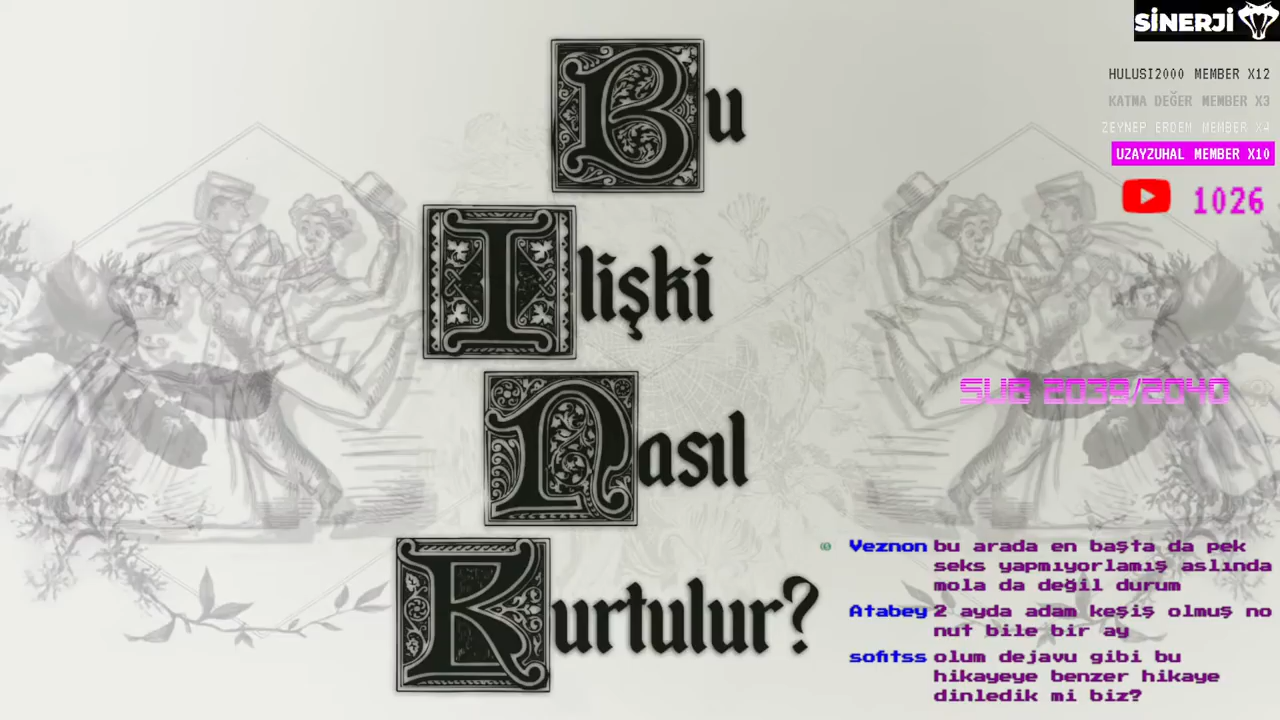 Bu
İlişki
Nasıl
Kurtulur?
SİNERJİ
HULUSI2000 MEMBER X12
KATMA DEĞER MEMBER X3
ZEYNEP ERDEM MEMBER X4
UZAYZUHAL MEMBER X10
1026
SUB 2039/2040
Veznon bu arada en başta da pek
seks yapmıyorlamış aslında
mola da değil durum
Atabey 2 ayda adam keşiş olmuş no
nut bile bir ay
sofitss olum dejavu gibi bu
hikayeye benzer hikaye
dinledik mi biz?